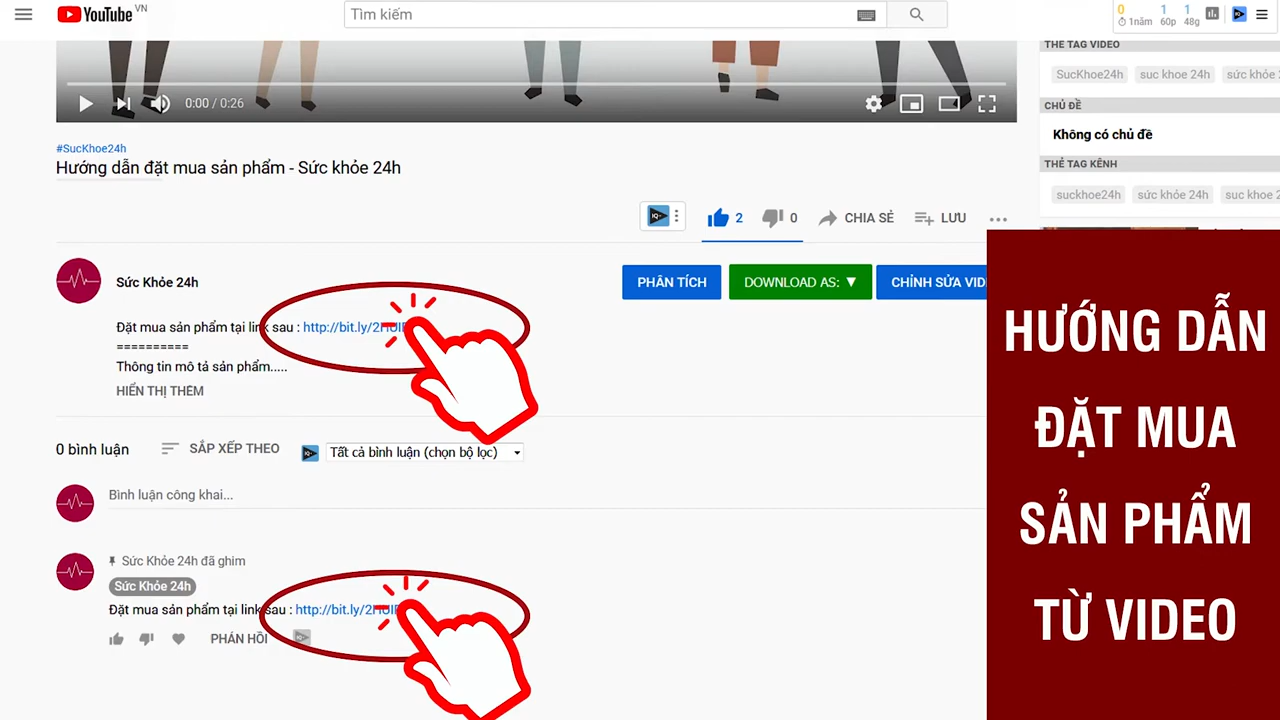 YouTube VN
Tìm kiếm
0 1 1
1năm 60p 48g
THẺ TAG VIDEO
SucKhoe24h suc khoe 24h sức khỏe
CHỦ ĐỀ
Không có chủ đề
THẺ TAG KÊNH
suckhoe24h sức khỏe 24h suc khoe
0:00 / 0:26
#SucKhoe24h
Hướng dẫn đặt mua sản phẩm - Sức khỏe 24h
2 0 CHIA SẺ LƯU
Sức Khỏe 24h
PHÂN TÍCH DOWNLOAD AS: ▼ CHỈNH SỬA VID
Đặt mua sản phẩm tại link sau : http://bit.ly/2
==========
Thông tin mô tả sản phẩm.....
HIỂN THỊ THÊM
0 bình luận SẮP XẾP THEO Tất cả bình luận (chọn bộ lọc)
Bình luận công khai...
Sức Khỏe 24h đã ghim
Sức Khỏe 24h
Đặt mua sản phẩm tại link sau : http://bit.ly/2
PHẢN HỒI
HƯỚNG DẪN
ĐẶT MUA
SẢN PHẨM
TỪ VIDEO